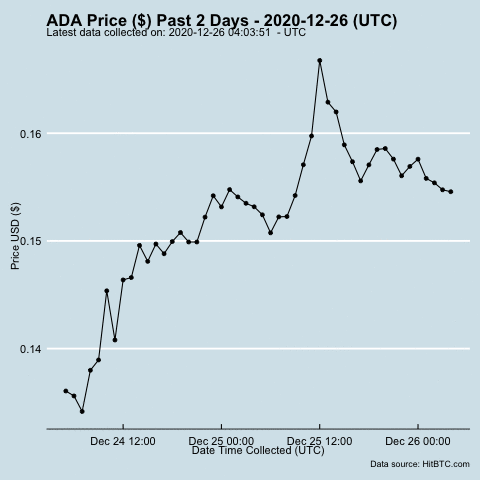 ADA Price ($) Past 2 Days - 2020-12-26 (UTC)
Latest data collected on: 2020-12-26 04:03:51 - UTC
0.16
0.15
0.14
Price USD ($)
Dec 24 12:00
Dec 25 00:00
Dec 25 12:00
Dec 26 00:00
Date Time Collected (UTC)
Data source: HitBTC.com